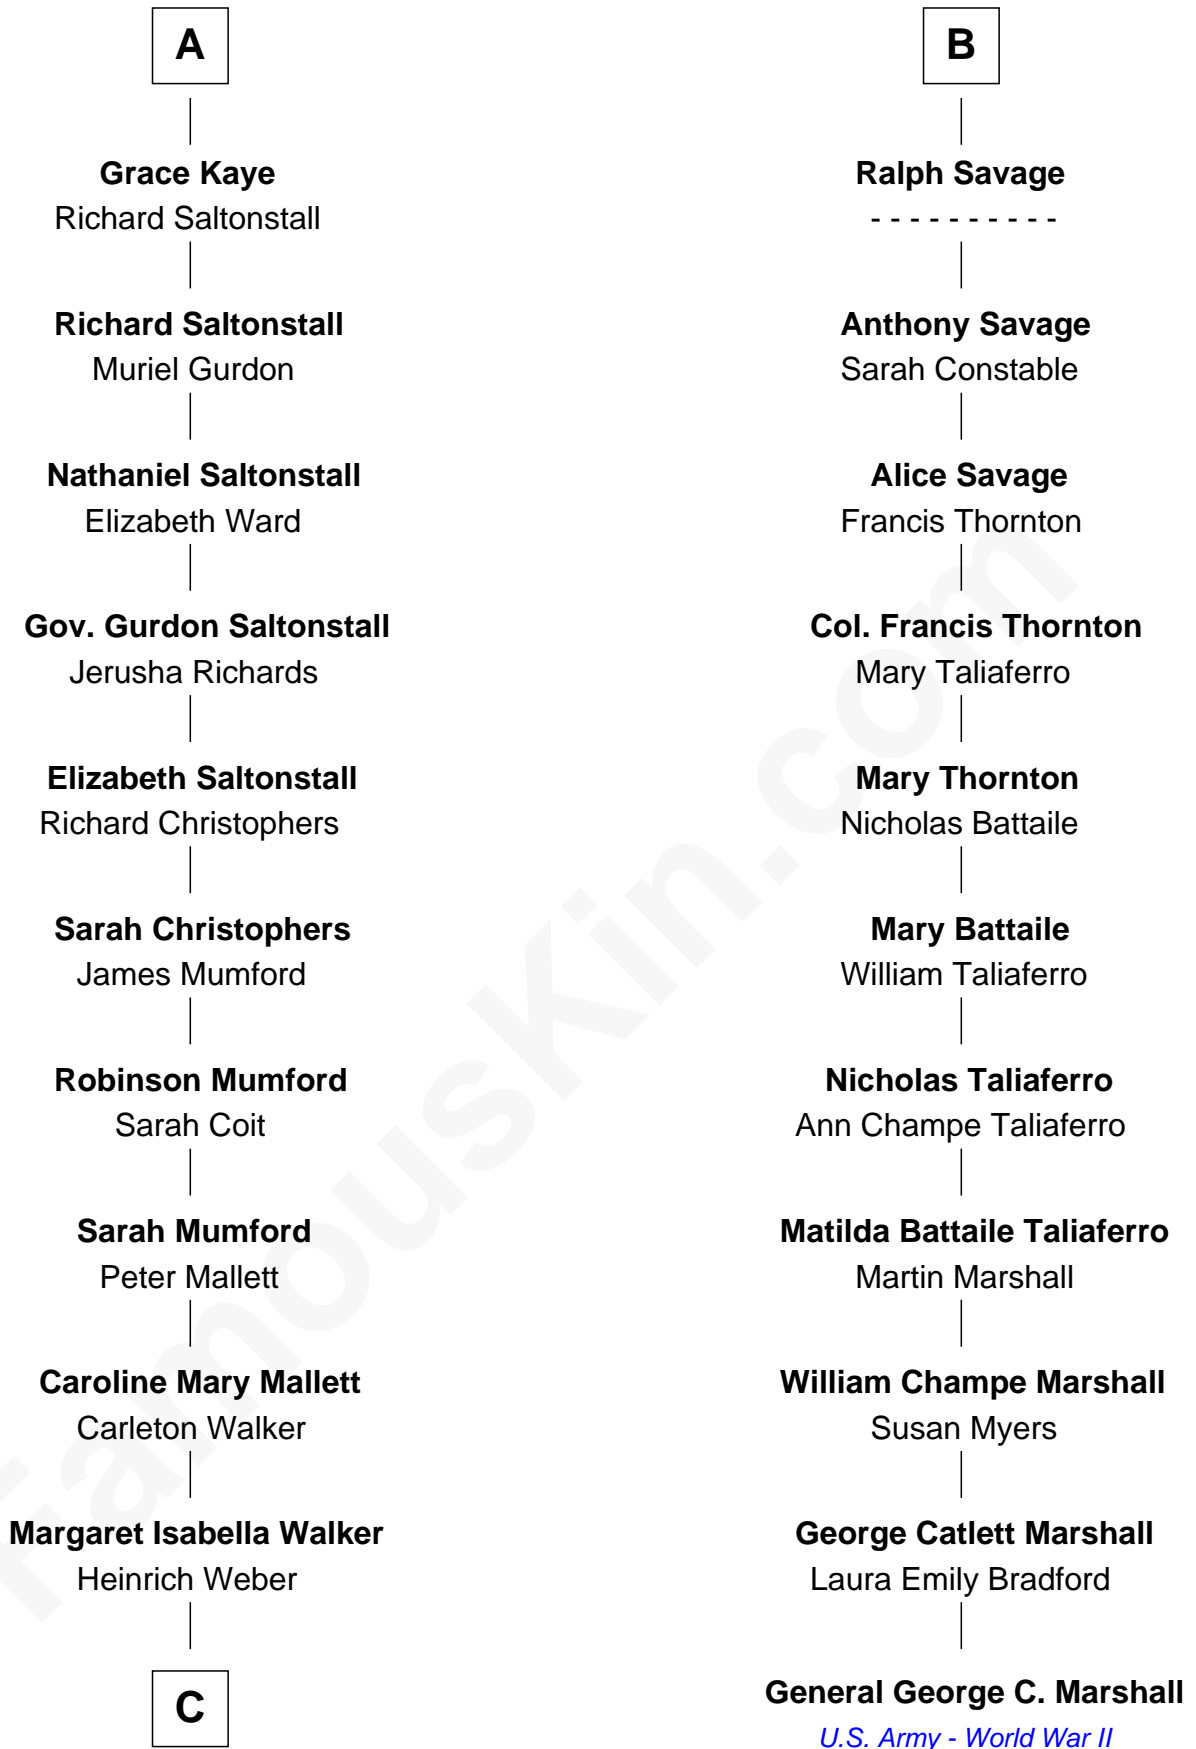 A
Grace Kaye
Richard Saltonstall
Richard Saltonstall
Muriel Gurdon
Nathaniel Saltonstall
Elizabeth Ward
Gov. Gurdon Saltonstall
Jerusha Richards
Elizabeth Saltonstall
Richard Christophers
Sarah Christophers
James Mumford
Robinson Mumford
Sarah Coit
Sarah Mumford
Peter Mallett
Caroline Mary Mallett
Carleton Walker
Margaret Isabella Walker
Heinrich Weber
C
B
Ralph Savage
- - - - - - - - - -
Anthony Savage
Sarah Constable
Alice Savage
Francis Thornton
Col. Francis Thornton
Mary Taliaferro
Mary Thornton
Nicholas Battaile
Mary Battaile
William Taliaferro
Nicholas Taliaferro
Ann Champe Taliaferro
Matilda Battaile Taliaferro
Martin Marshall
William Champe Marshall
Susan Myers
George Catlett Marshall
Laura Emily Bradford
General George C. Marshall
U.S. Army - World War II
FamousKin.com